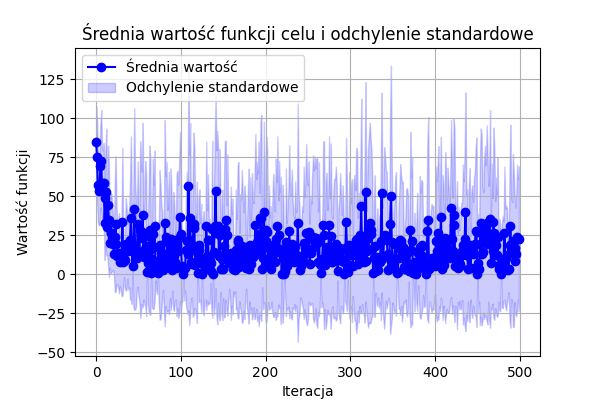 Średnia wartość funkcji celu i odchylenie standardowe
Średnia wartość
Odchylenie standardowe
Wartość funkcji
125
100
75
50
25
0
−25
−50
0
100
200
300
400
500
Iteracja